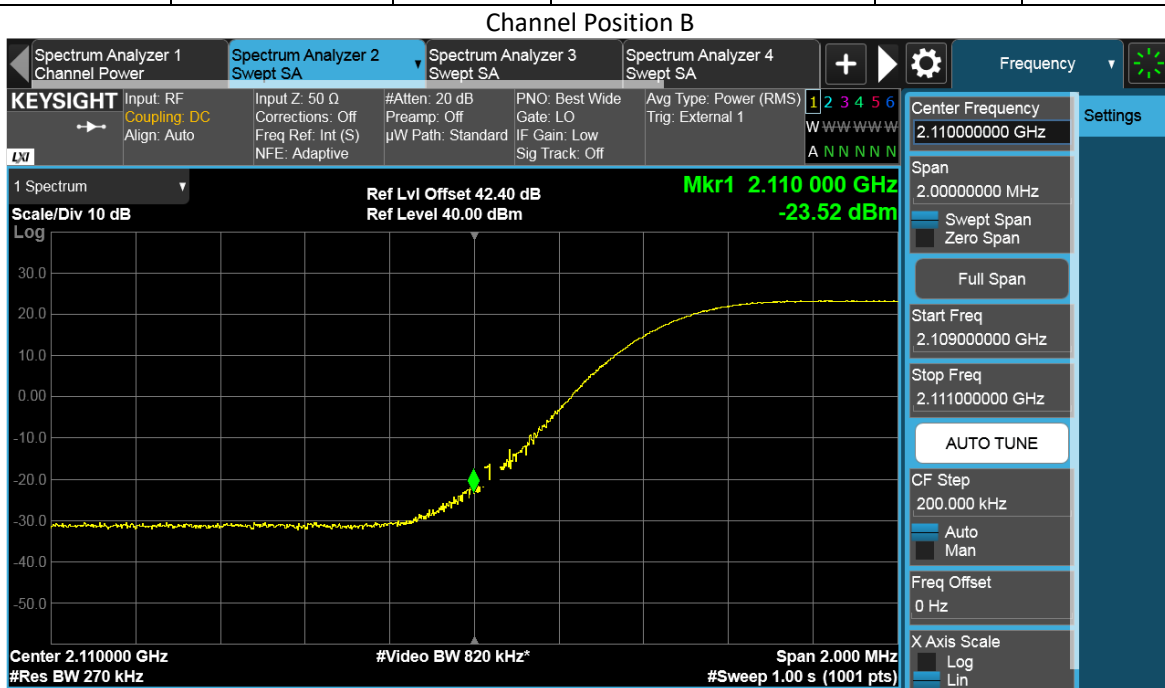 Channel Position B
Spectrum Analyzer 1
Channel Power
Spectrum Analyzer 2
Swept SA
Spectrum Analyzer 3
Swept SA
Spectrum Analyzer 4
Swept SA
Frequency
KEYSIGHT
LXI
Input: RF
Coupling: DC
Align: Auto
Input Z: 50 Ω
Corrections: Off
Freq Ref: Int (S)
NFE: Adaptive
#Atten: 20 dB
Preamp: Off
µW Path: Standard
PNO: Best Wide
Gate: LO
IF Gain: Low
Sig Track: Off
Avg Type: Power (RMS)
Trig: External 1
1 2 3 4 5 6
W W W W W W
A N N N N N
1 Spectrum
Scale/Div 10 dB
Log
Ref Lvl Offset 42.40 dB
Ref Level 40.00 dBm
Mkr1 2.110 000 GHz
-23.52 dBm
30.0
20.0
10.0
0.00
-10.0
-20.0
-30.0
-40.0
-50.0
1
Center 2.110000 GHz
#Res BW 270 kHz
#Video BW 820 kHz*
Span 2.000 MHz
#Sweep 1.00 s (1001 pts)
Center Frequency
2.110000000 GHz
Span
2.00000000 MHz
Swept Span
Zero Span
Full Span
Start Freq
2.109000000 GHz
Stop Freq
2.111000000 GHz
AUTO TUNE
CF Step
200.000 kHz
Auto
Man
Freq Offset
0 Hz
X Axis Scale
Log
Lin
Settings